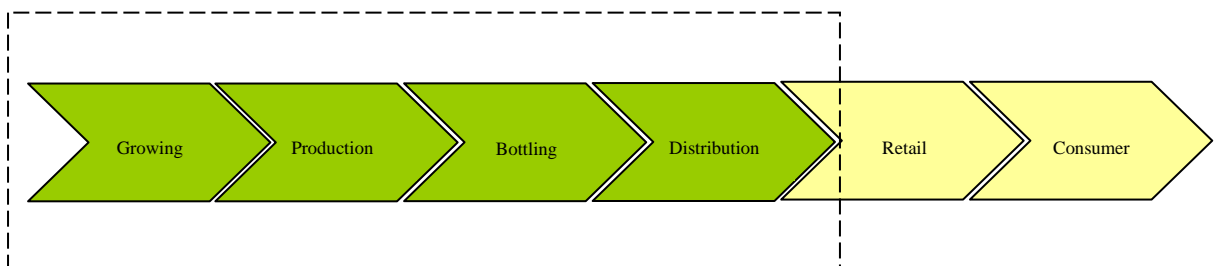 Growing
Production
Bottling
Distribution
Retail
Consumer